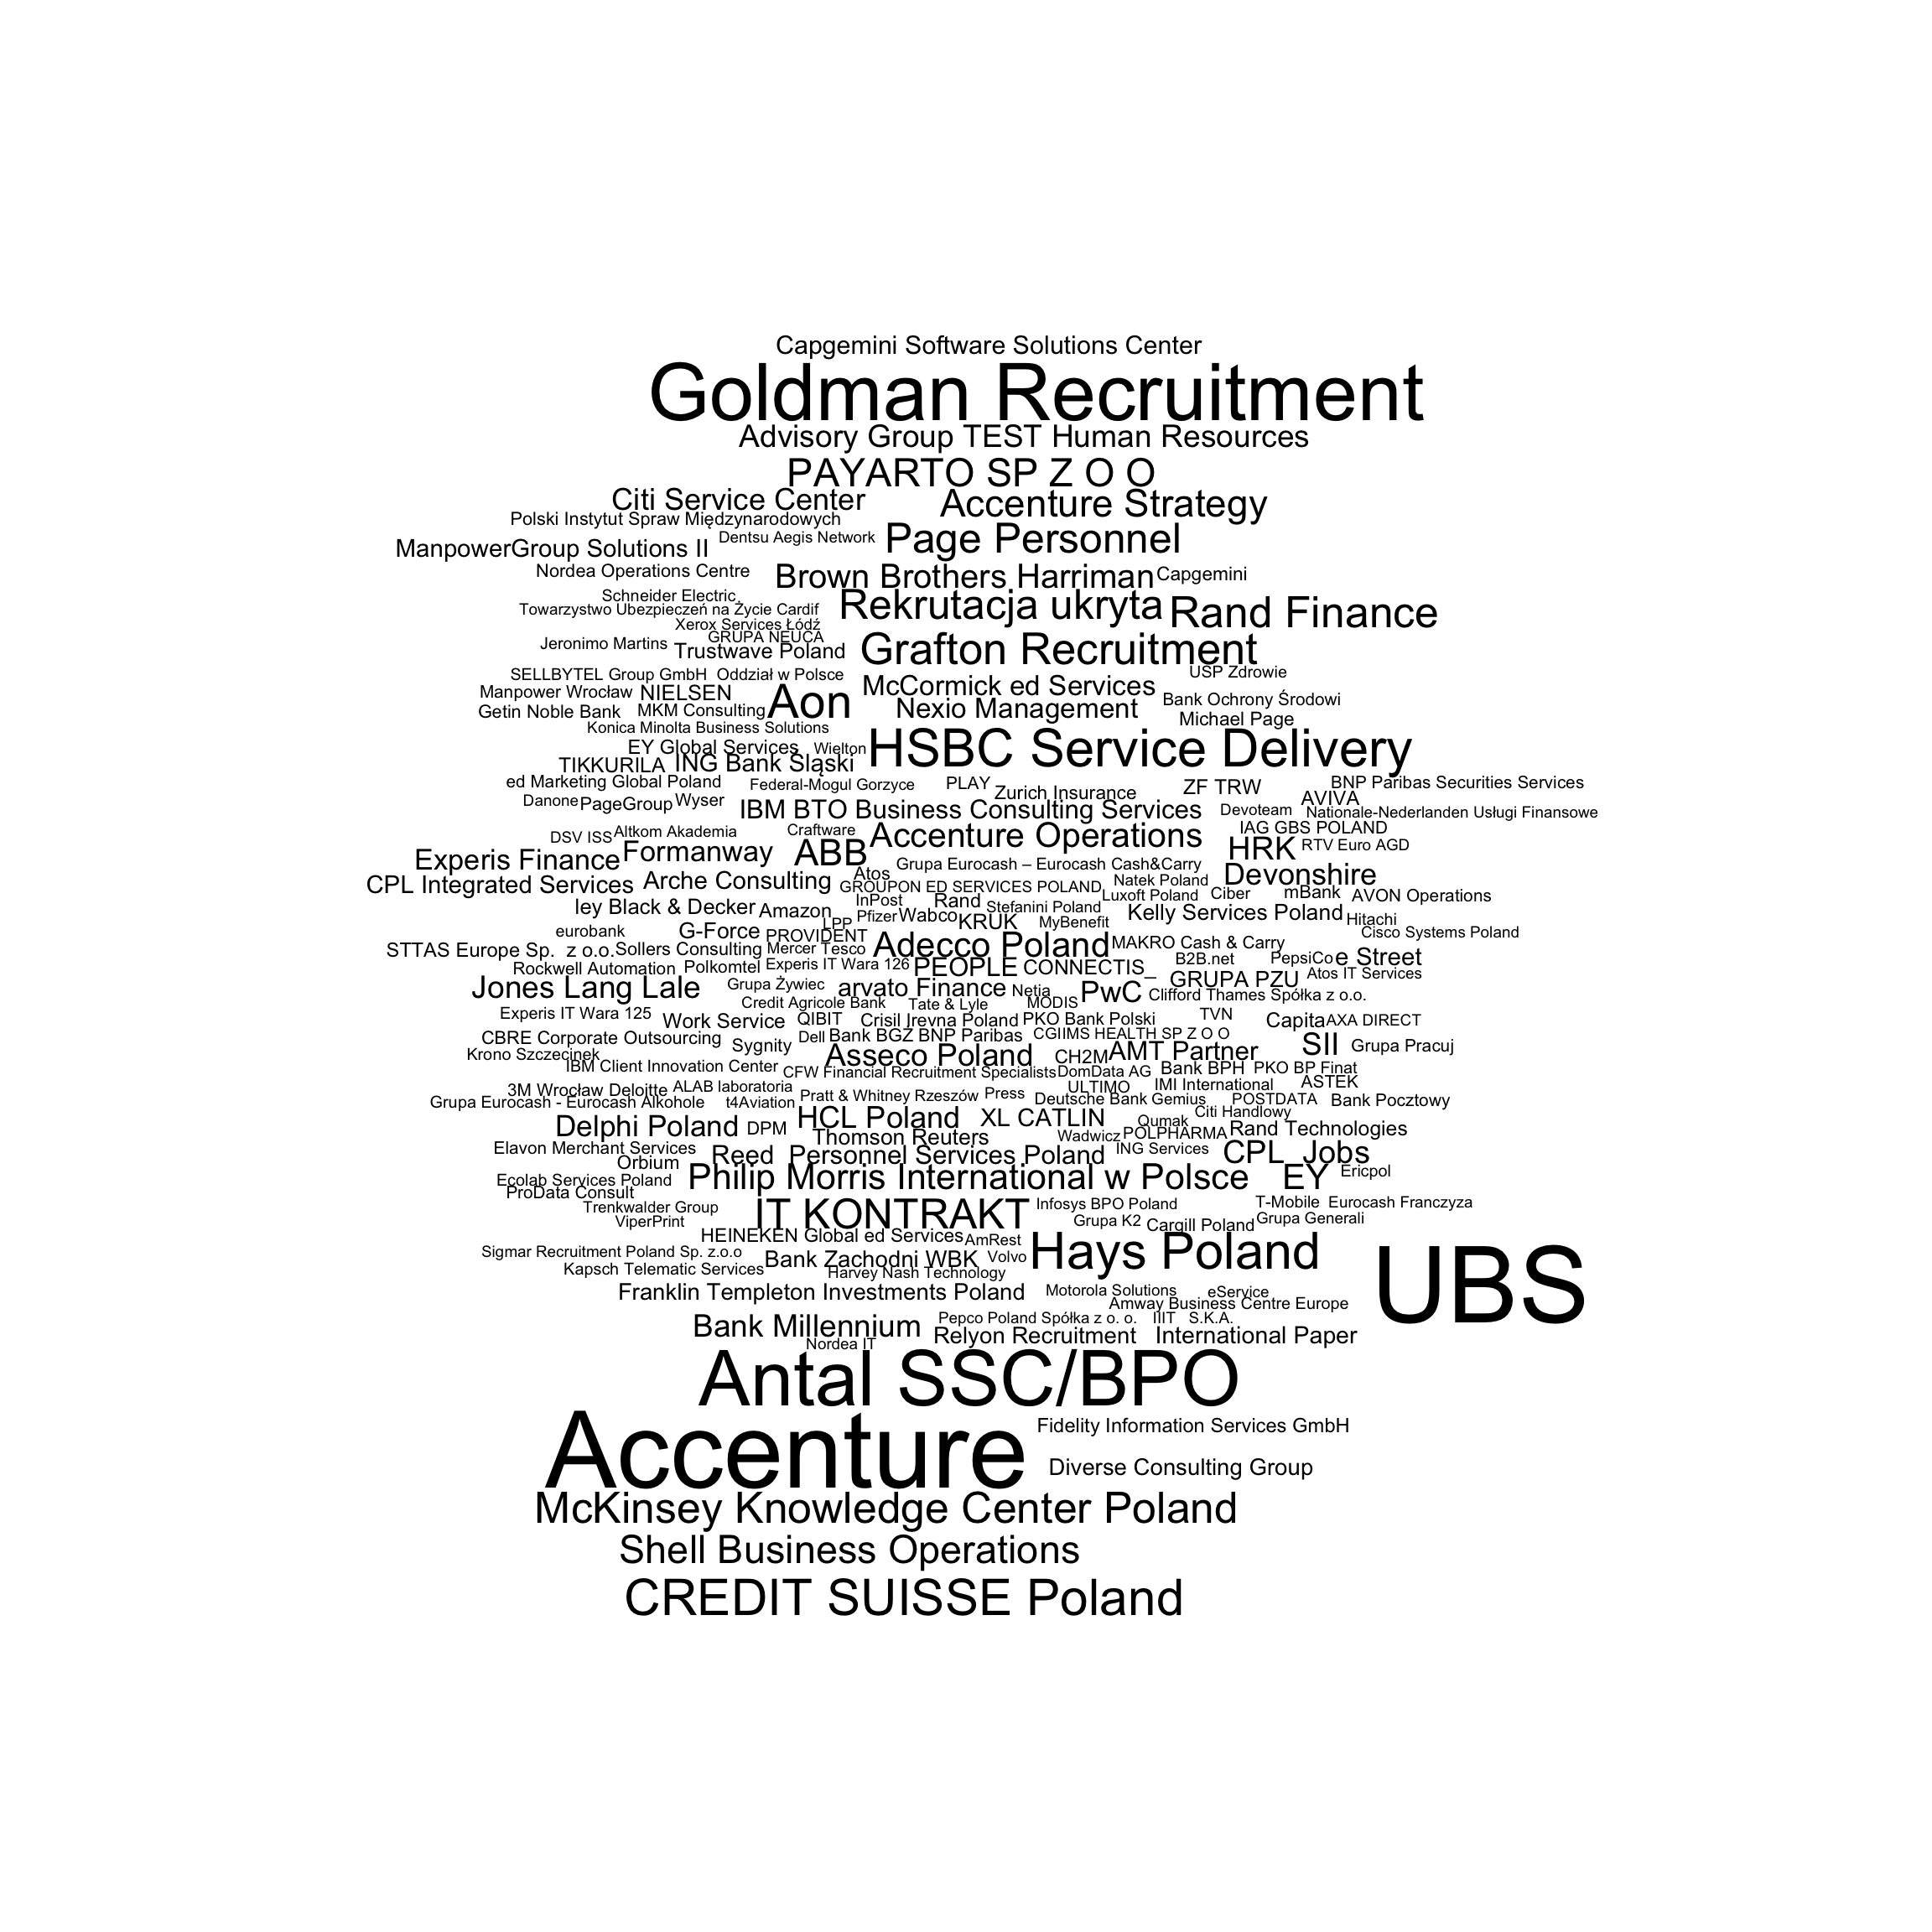 Capgemini Software Solutions Center
Goldman Recruitment
Advisory Group TEST Human Resources
PAYARTO SP Z O O
Citi Service Center
Accenture Strategy
Polski Instytut Spraw Międzynarodowych
Dentsu Aegis Network
Page Personnel
ManpowerGroup Solutions II
Nordea Operations Centre
Brown Brothers Harriman
Capgemini
Schneider Electric
Towarzystwo Ubezpieczeń na Życie Cardif
Rekrutacja ukryta
Rand Finance
Xerox Services Łódź
GRUPA NEUCA
Jeronimo Martins
Trustwave Poland
Grafton Recruitment
SELLBYTEL Group GmbH  Oddział w Polsce
USP Zdrowie
Manpower Wrocław
NIELSEN
Aon
McCormick ed Services
Bank Ochrony Środowi
Getin Noble Bank
MKM Consulting
Nexio Management
Michael Page
Konica Minolta Business Solutions
EY Global Services
Wielton
HSBC Service Delivery
TIKKURILA
ING Bank Śląski
ed Marketing Global Poland
Federal-Mogul Gorzyce
PLAY
Zurich Insurance
ZF TRW
BNP Paribas Securities Services
Danone
PageGroup
Wyser
IBM BTO Business Consulting Services
Devoteam
AVIVA
Nationale-Nederlanden Usługi Finansowe
DSV ISS
Altkom Akademia
Craftware
Accenture Operations
IAG GBS POLAND
Experis Finance
Formanway
ABB
HRK
RTV Euro AGD
Grupa Eurocash – Eurocash Cash&Carry
CPL Integrated Services
Arche Consulting
Atos
GROUPON ED SERVICES POLAND
Natek Poland
Devonshire
Luxoft Poland
Ciber
mBank
AVON Operations
ley Black & Decker
Amazon
InPost
Rand
Stefanini Poland
Kelly Services Poland
Hitachi
LPP
Pfizer
Wabco
KRUK
MyBenefit
eurobank
G-Force
PROVIDENT
Cisco Systems Poland
STTAS Europe Sp.  z o.o.
Sollers Consulting
Mercer
Tesco
Adecco Poland
MAKRO Cash & Carry
B2B.net
PepsiCo
e Street
Rockwell Automation
Polkomtel
Experis IT Wara 126
PEOPLE
CONNECTIS_
GRUPA PZU
Atos IT Services
Jones Lang Lale
Grupa Żywiec
arvato Finance
Netia
PwC
Clifford Thames Spółka z o.o.
Credit Agricole Bank
Tate & Lyle
MODIS
Experis IT Wara 125
Work Service
QIBIT
Crisil Irevna Poland
PKO Bank Polski
TVN
Capita
AXA DIRECT
CBRE Corporate Outsourcing
Sygnity
Dell
Bank BGZ BNP Paribas
CGIIMS HEALTH SP Z O O
SII
Grupa Pracuj
Krono Szczecinek
Asseco Poland
CH2M
AMT Partner
IBM Client Innovation Center
CFW Financial Recruitment Specialists
DomData AG
Bank BPH
PKO BP Finat
3M Wrocław
Deloitte
ALAB laboratoria
ULTIMO
IMI International
ASTEK
Grupa Eurocash - Eurocash Alkohole
t4Aviation
Pratt & Whitney Rzeszów
Press
Deutsche Bank
Gemius
POSTDATA
Bank Pocztowy
Delphi Poland
DPM
HCL Poland
XL CATLIN
Citi Handlowy
Qumak
Thomson Reuters
Wadwicz
POLPHARMA
Rand Technologies
Elavon Merchant Services
Reed  Personnel Services Poland
ING Services
CPL  Jobs
Orbium
Ecolab Services Poland
Philip Morris International w Polsce
EY
Ericpol
ProData Consult
Trenkwalder Group
IT KONTRAKT
Infosys BPO Poland
T-Mobile
Eurocash Franczyza
ViperPrint
Grupa K2
Cargill Poland
Grupa Generali
HEINEKEN Global ed Services
AmRest
Sigmar Recruitment Poland Sp. z.o.o
Bank Zachodni WBK
Volvo
Hays Poland
UBS
Kapsch Telematic Services
Harvey Nash Technology
Franklin Templeton Investments Poland
Motorola Solutions
eService
Amway Business Centre Europe
Bank Millennium
Pepco Poland Spółka z o. o.
IIIT   S.K.A.
Relyon Recruitment
International Paper
Nordea IT
Antal SSC/BPO
Accenture
Fidelity Information Services GmbH
Diverse Consulting Group
McKinsey Knowledge Center Poland
Shell Business Operations
CREDIT SUISSE Poland